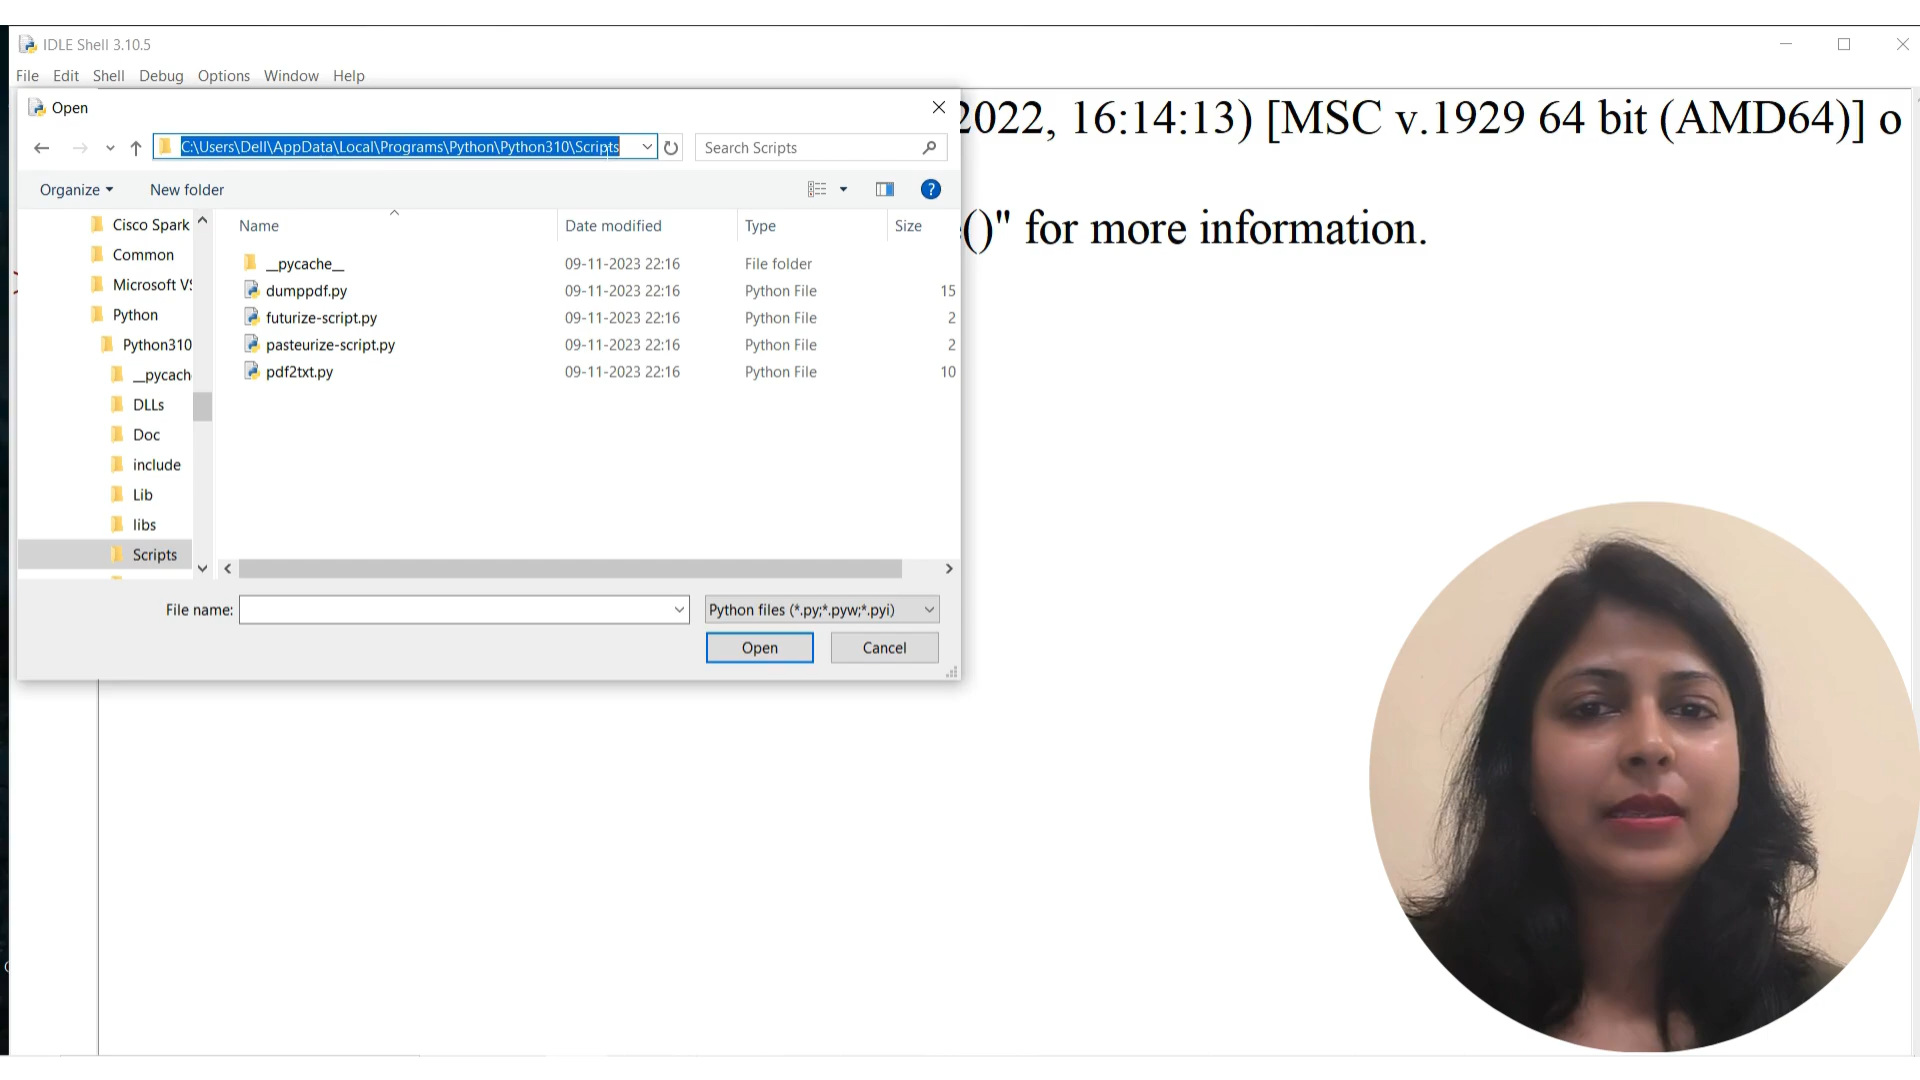 IDLE Shell 3.10.5
File Edit Shell Debug Options Window Help
Open
2022, 16:14:13) [MSC v.1929 64 bit (AMD64)] o
C:\Users\Dell\AppData\Local\Programs\Python\Python310\Scripts
Search Scripts
Organize New folder
()" for more information.
Name Date modified Type Size
Cisco Spark
Common
Microsoft VS
Python
Python310
__pycach
DLLs
Doc
include
Lib
libs
Scripts
__pycache__ 09-11-2023 22:16 File folder
dumppdf.py 09-11-2023 22:16 Python File 15
futurize-script.py 09-11-2023 22:16 Python File 2
pasteurize-script.py 09-11-2023 22:16 Python File 2
pdf2txt.py 09-11-2023 22:16 Python File 10
File name: Python files (*.py;*.pyw;*.pyi)
Open Cancel